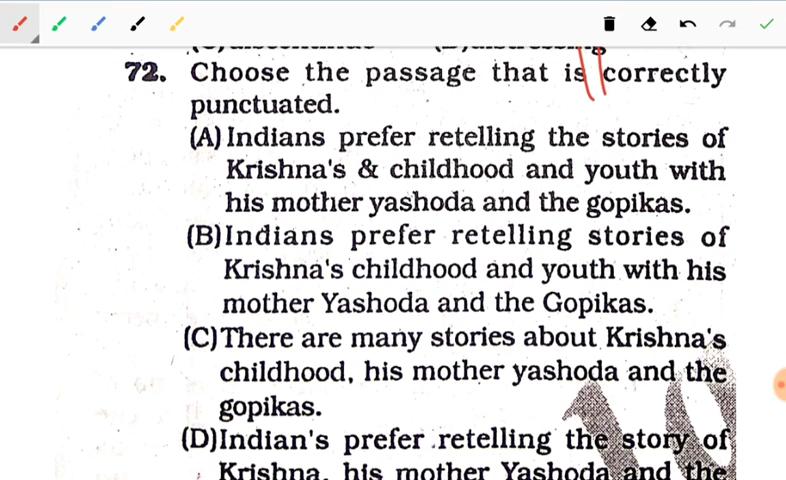 72. Choose the passage that is correctly
punctuated.
(A) Indians prefer retelling the stories of
Krishna's & childhood and youth with
his mother yashoda and the gopikas.
(B) Indians prefer retelling stories of
Krishna's childhood and youth with his
mother Yashoda and the Gopikas.
(C) There are many stories about Krishna's
childhood, his mother yashoda and the
gopikas.
(D) Indian's prefer retelling the story of
Krishna, his mother Yashoda and the